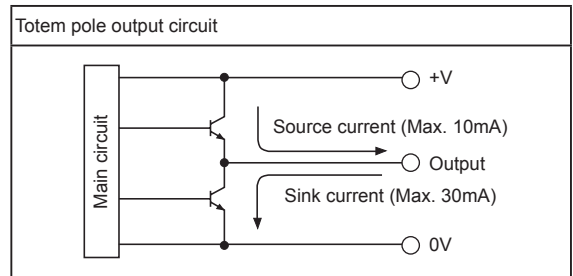 Totem pole output circuit
+V
Main circuit
Source current (Max. 10mA)
Output
Sink current (Max. 30mA)
0V